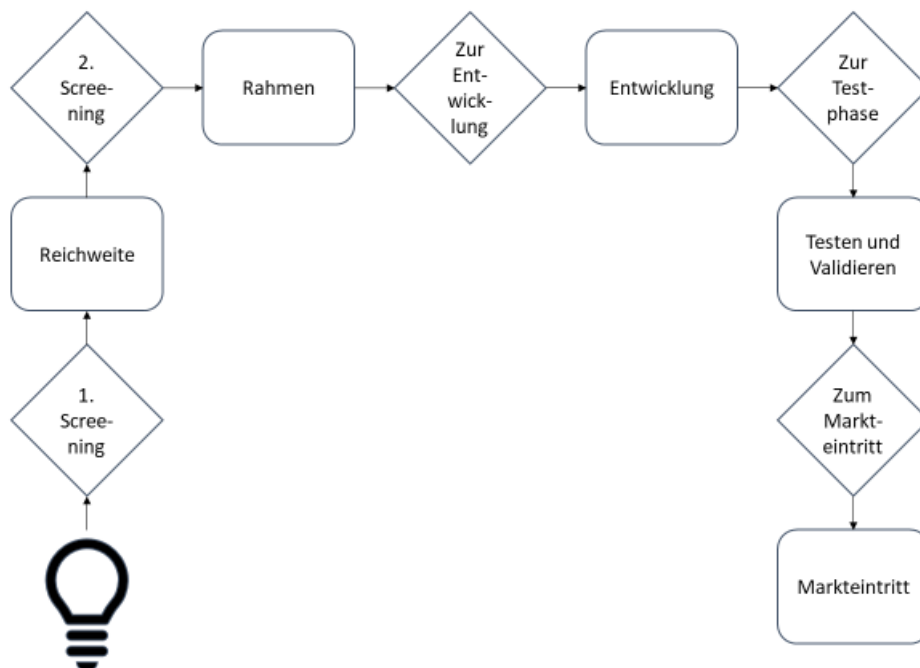 2.
Scree-
ning
Rahmen
Zur
Ent-
wick-
lung
Entwicklung
Zur
Test-
phase
Reichweite
Testen und
Validieren
1.
Scree-
ning
Zum
Markt-
eintritt
Markteintritt